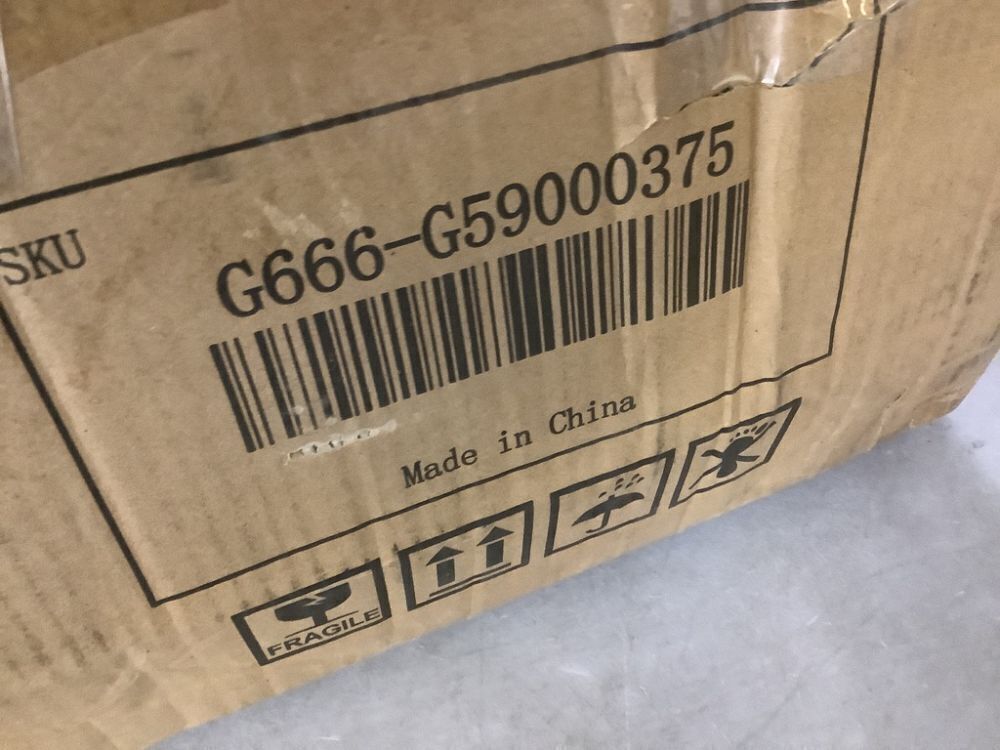 SKU
G666-G59000375
Made in China
FRAGILE